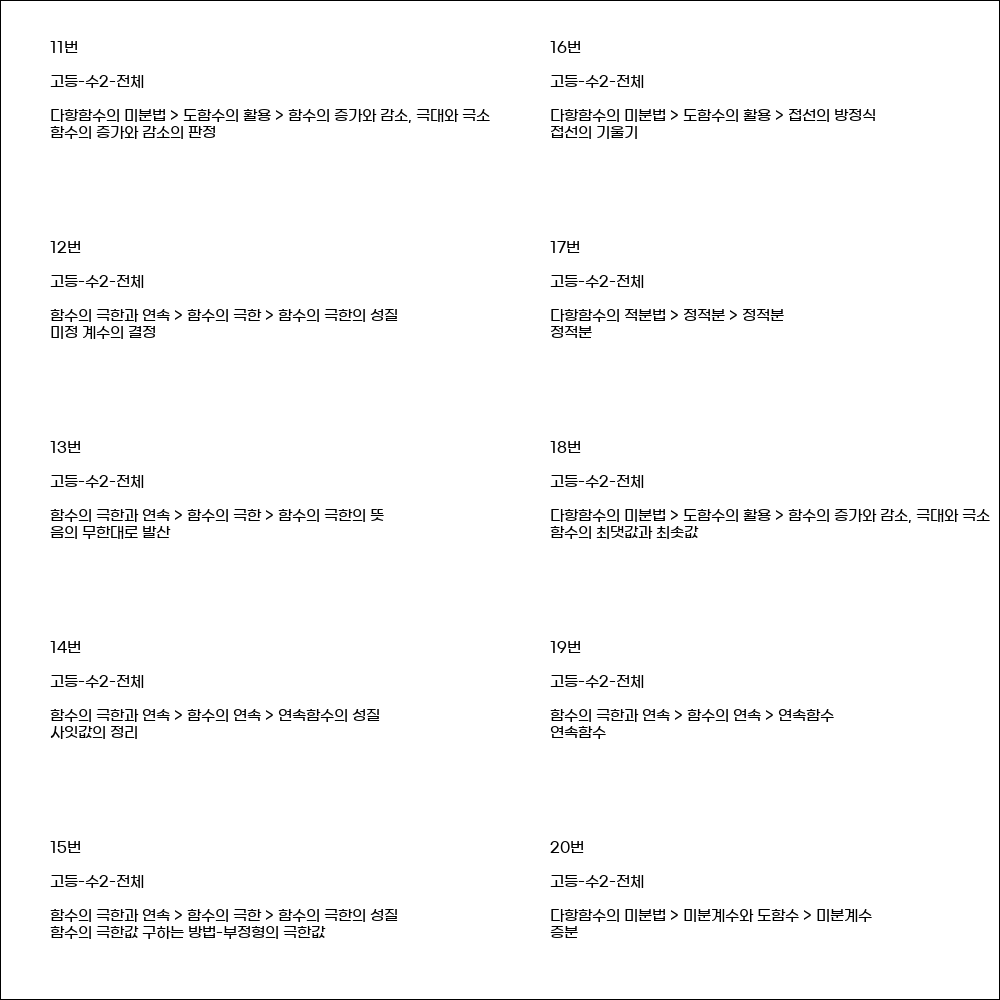 11번
고등-수2-전체
다항함수의 미분법 > 도함수의 활용 > 함수의 증가와 감소, 극대와 극소
함수의 증가와 감소의 판정
12번
고등-수2-전체
함수의 극한과 연속 > 함수의 극한 > 함수의 극한의 성질
미정 계수의 결정
13번
고등-수2-전체
함수의 극한과 연속 > 함수의 극한 > 함수의 극한의 뜻
음의 무한대로 발산
14번
고등-수2-전체
함수의 극한과 연속 > 함수의 연속 > 연속함수의 성질
사잇값의 정리
15번
고등-수2-전체
함수의 극한과 연속 > 함수의 극한 > 함수의 극한의 성질
함수의 극한값 구하는 방법-부정형의 극한값
16번
고등-수2-전체
다항함수의 미분법 > 도함수의 활용 > 접선의 방정식
접선의 기울기
17번
고등-수2-전체
다항함수의 적분법 > 정적분 > 정적분
정적분
18번
고등-수2-전체
다항함수의 미분법 > 도함수의 활용 > 함수의 증가와 감소, 극대와 극소
함수의 최댓값과 최솟값
19번
고등-수2-전체
함수의 극한과 연속 > 함수의 연속 > 연속함수
연속함수
20번
고등-수2-전체
다항함수의 미분법 > 미분계수와 도함수 > 미분계수
증분